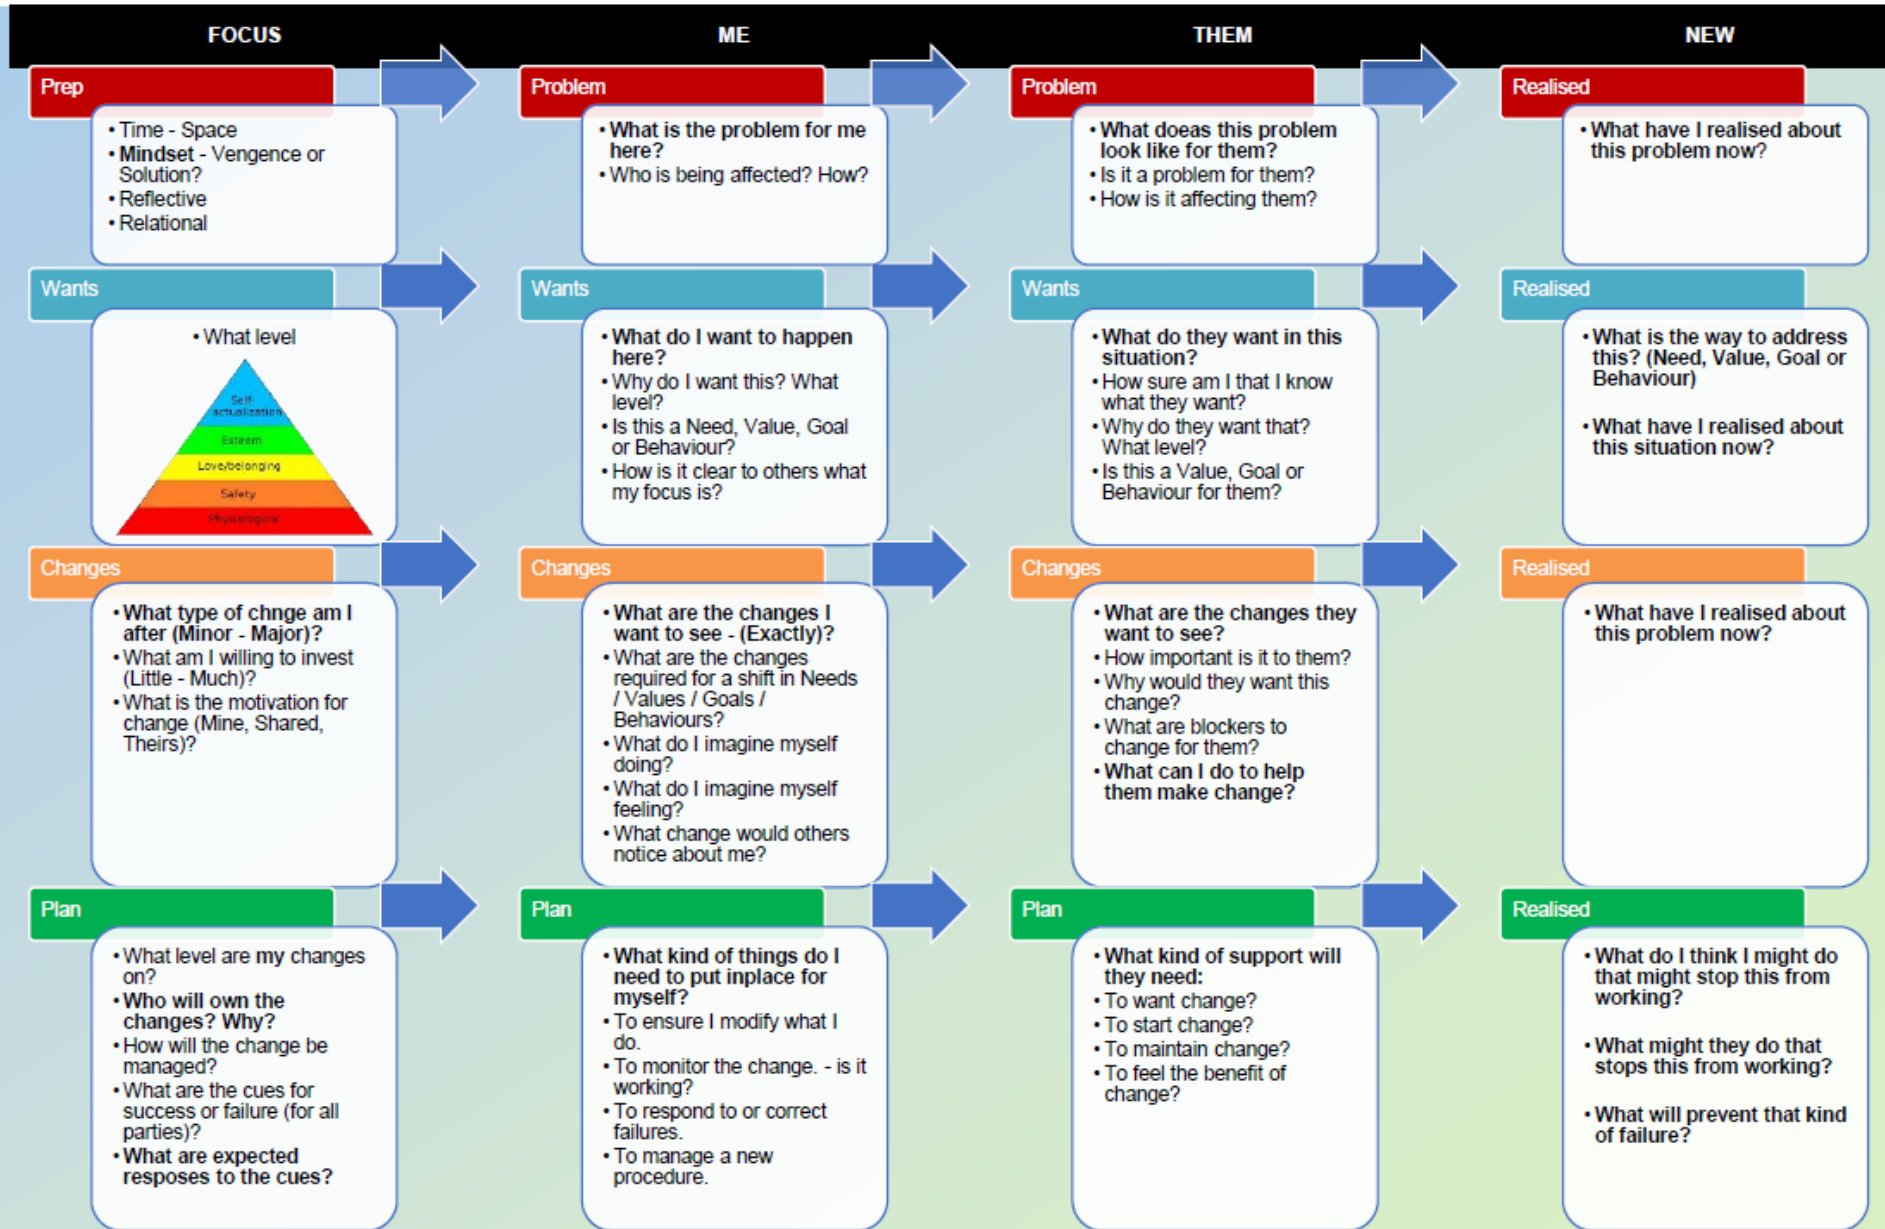 FOCUS
ME
THEM
NEW
Prep
• Time - Space
• Mindset - Vengence or
Solution?
• Reflective
• Relational
Problem
• What is the problem for me
here?
• Who is being affected? How?
Problem
• What doeas this problem
look like for them?
• Is it a problem for them?
• How is it affecting them?
Realised
• What have I realised about
this problem now?
Wants
• What level
Self-
actualization
Esteem
Love/belonging
Safety
Physiological
Wants
• What do I want to happen
here?
• Why do I want this? What
level?
• Is this a Need, Value, Goal
or Behaviour?
• How is it clear to others what
my focus is?
Wants
• What do they want in this
situation?
• How sure am I that I know
what they want?
• Why do they want that?
What level?
• Is this a Value, Goal or
Behaviour for them?
Realised
• What is the way to address
this? (Need, Value, Goal or
Behaviour)
• What have I realised about
this situation now?
Changes
• What type of chnge am I
after (Minor - Major)?
• What am I willing to invest
(Little - Much)?
• What is the motivation for
change (Mine, Shared,
Theirs)?
Changes
• What are the changes I
want to see - (Exactly)?
• What are the changes
required for a shift in Needs
/ Values / Goals /
Behaviours?
• What do I imagine myself
doing?
• What do I imagine myself
feeling?
• What change would others
notice about me?
Changes
• What are the changes they
want to see?
• How important is it to them?
• Why would they want this
change?
• What are blockers to
change for them?
• What can I do to help
them make change?
Realised
• What have I realised about
this problem now?
Plan
• What level are my changes
on?
• Who will own the
changes? Why?
• How will the change be
managed?
• What are the cues for
success or failure (for all
parties)?
• What are expected
resposes to the cues?
Plan
• What kind of things do I
need to put inplace for
myself?
• To ensure I modify what I
do.
• To monitor the change. - is it
working?
• To respond to or correct
failures.
• To manage a new
procedure.
Plan
• What kind of support will
they need:
• To want change?
• To start change?
• To maintain change?
• To feel the benefit of
change?
Realised
• What do I think I might do
that might stop this from
working?
• What might they do that
stops this from working?
• What will prevent that kind
of failure?